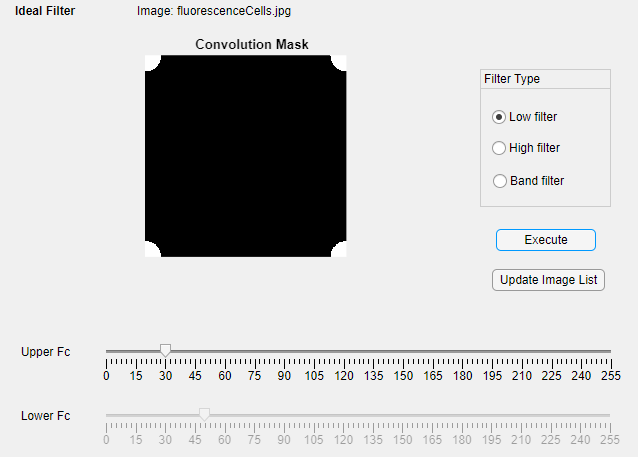 Ideal Filter Image: fluorescenceCells.jpg
Convolution Mask
Filter Type
Low filter
High filter
Band filter
Execute
Update Image List
Upper Fc
0 15 30 45 60 75 90 105 120 135 150 165 180 195 210 225 240 255
Lower Fc
0 15 30 45 60 75 90 105 120 135 150 165 180 195 210 225 240 255